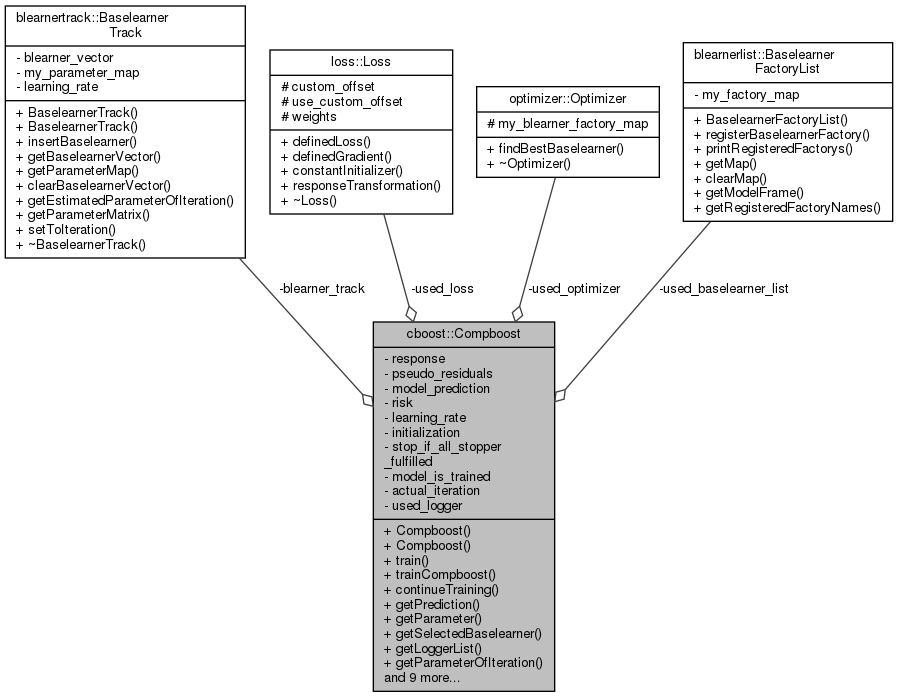 blearnertrack::Baselearner
Track
- blearner_vector
- my_parameter_map
- learning_rate
+ BaselearnerTrack()
+ BaselearnerTrack()
+ insertBaselearner()
+ getBaselearnerVector()
+ getParameterMap()
+ clearBaselearnerVector()
+ getEstimatedParameterOfIteration()
+ getParameterMatrix()
+ setToIteration()
+ ~BaselearnerTrack()
loss::Loss
# custom_offset
# use_custom_offset
# weights
+ definedLoss()
+ definedGradient()
+ constantInitializer()
+ responseTransformation()
+ ~Loss()
optimizer::Optimizer
# my_blearner_factory_map
+ findBestBaselearner()
+ ~Optimizer()
blearnerlist::Baselearner
FactoryList
- my_factory_map
+ BaselearnerFactoryList()
+ registerBaselearnerFactory()
+ printRegisteredFactorys()
+ getMap()
+ clearMap()
+ getModelFrame()
+ getRegisteredFactoryNames()
-blearner_track
-used_loss
-used_optimizer
-used_baselearner_list
cboost::Compboost
- response
- pseudo_residuals
- model_prediction
- risk
- learning_rate
- initialization
- stop_if_all_stopper
_fulfilled
- model_is_trained
- actual_iteration
- used_logger
+ Compboost()
+ Compboost()
+ train()
+ trainCompboost()
+ continueTraining()
+ getPrediction()
+ getParameter()
+ getSelectedBaselearner()
+ getLoggerList()
+ getParameterOfIteration()
and 9 more...